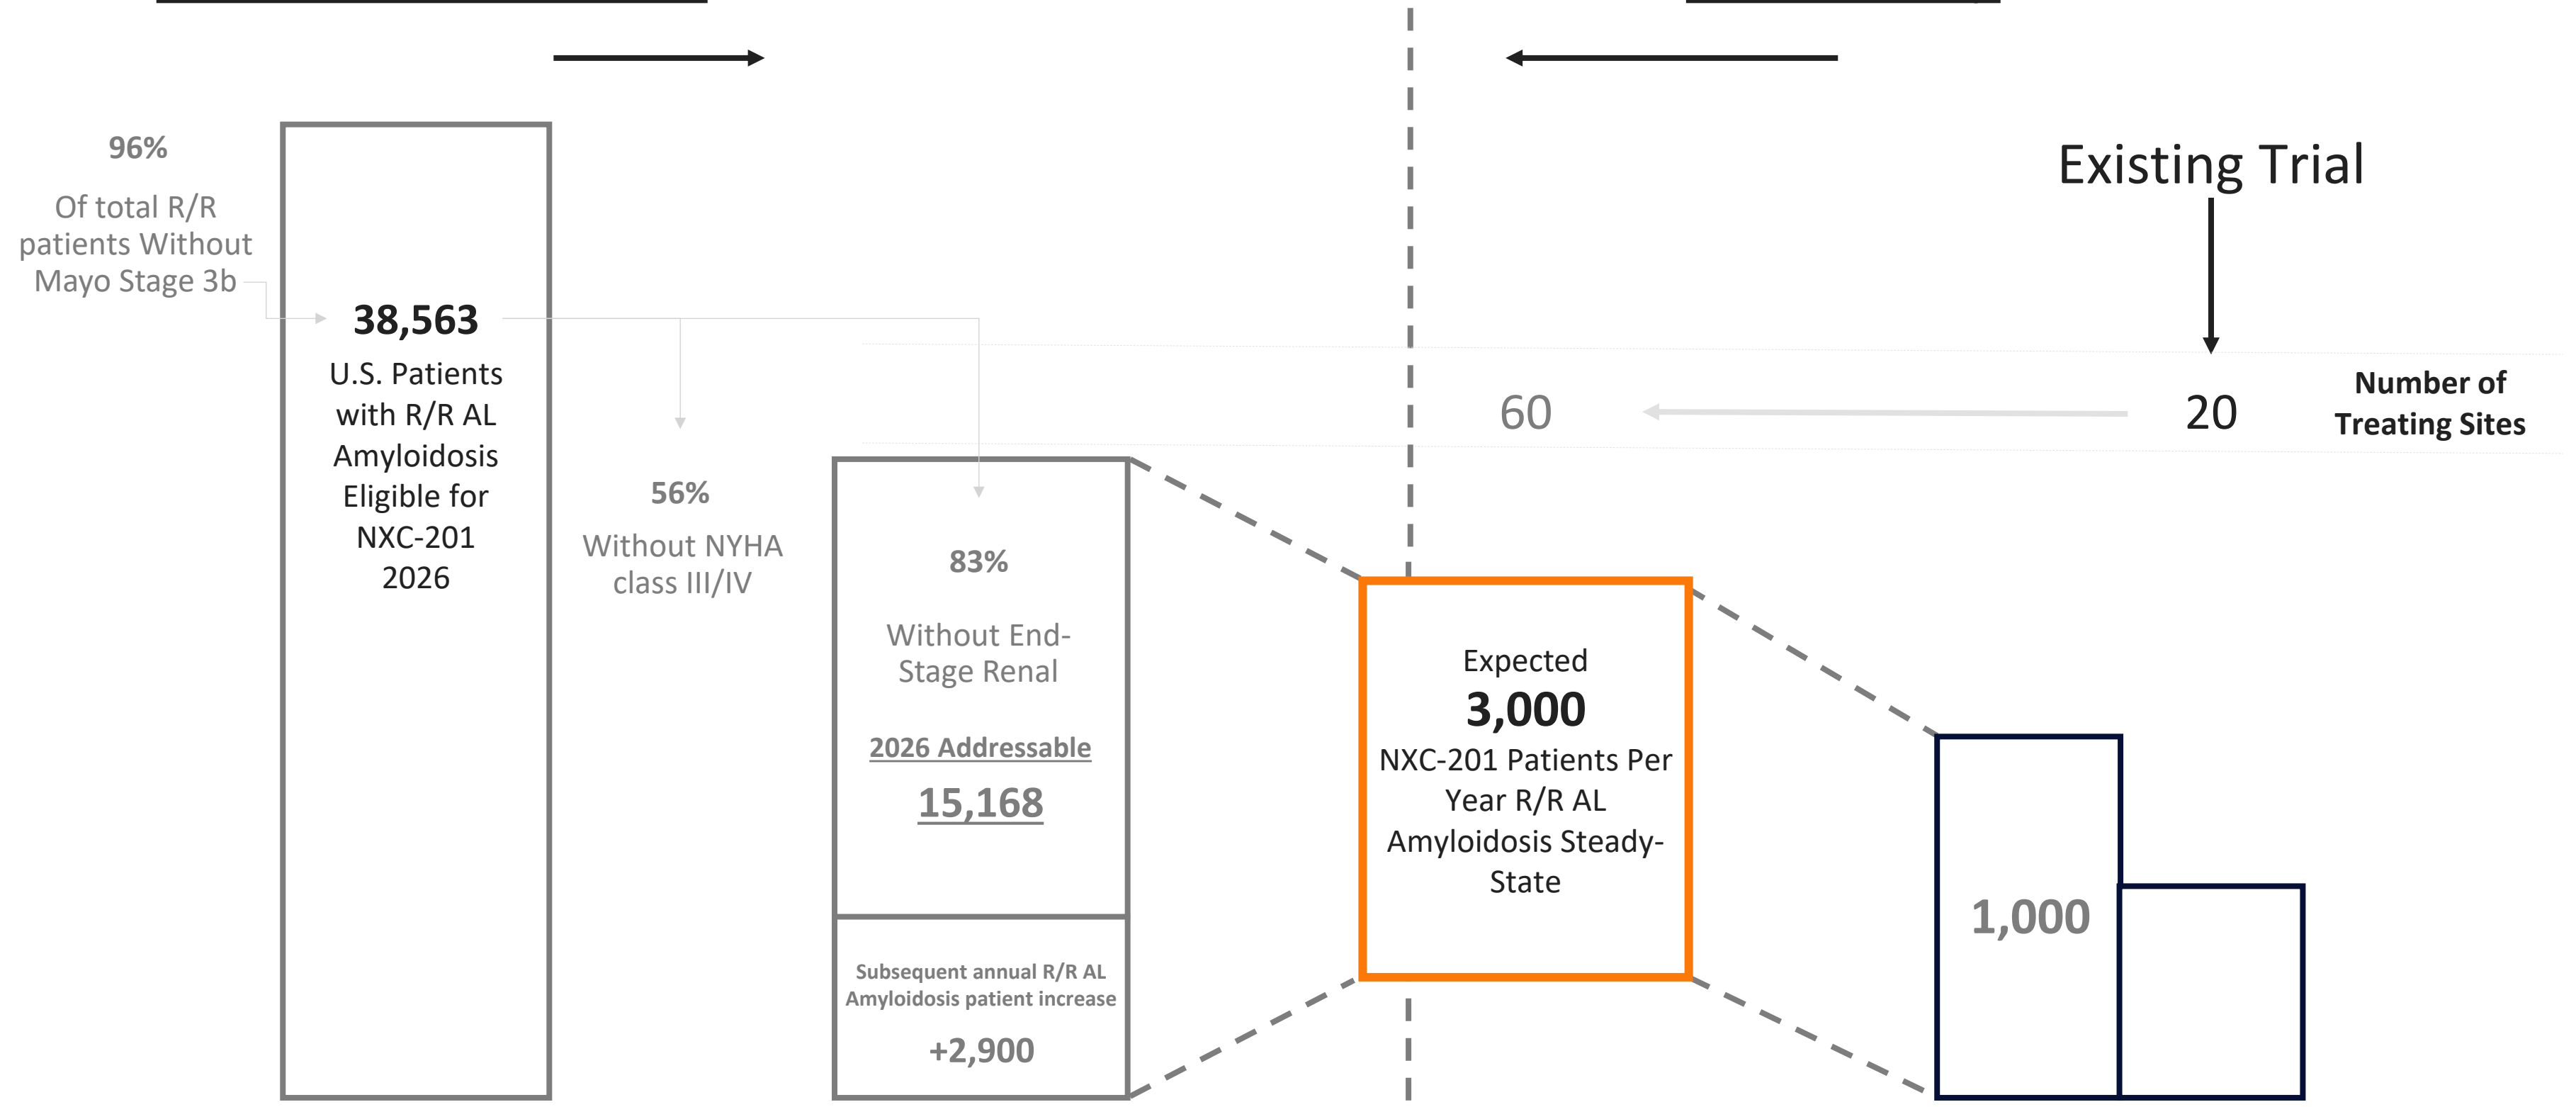 96%
Of total R/R
patients Without
Mayo Stage 3b
38,563
U.S. Patients
with R/R AL
Amyloidosis
Eligible for
NXC-201
2026
56%
Without NYHA
class III/IV
83%
Without End-
Stage Renal
2026 Addressable
15,168
Subsequent annual R/R AL
Amyloidosis patient increase
+2,900
Existing Trial
60
20
Number of
Treating Sites
Expected
3,000
NXC-201 Patients Per
Year R/R AL
Amyloidosis Steady-
State
1,000